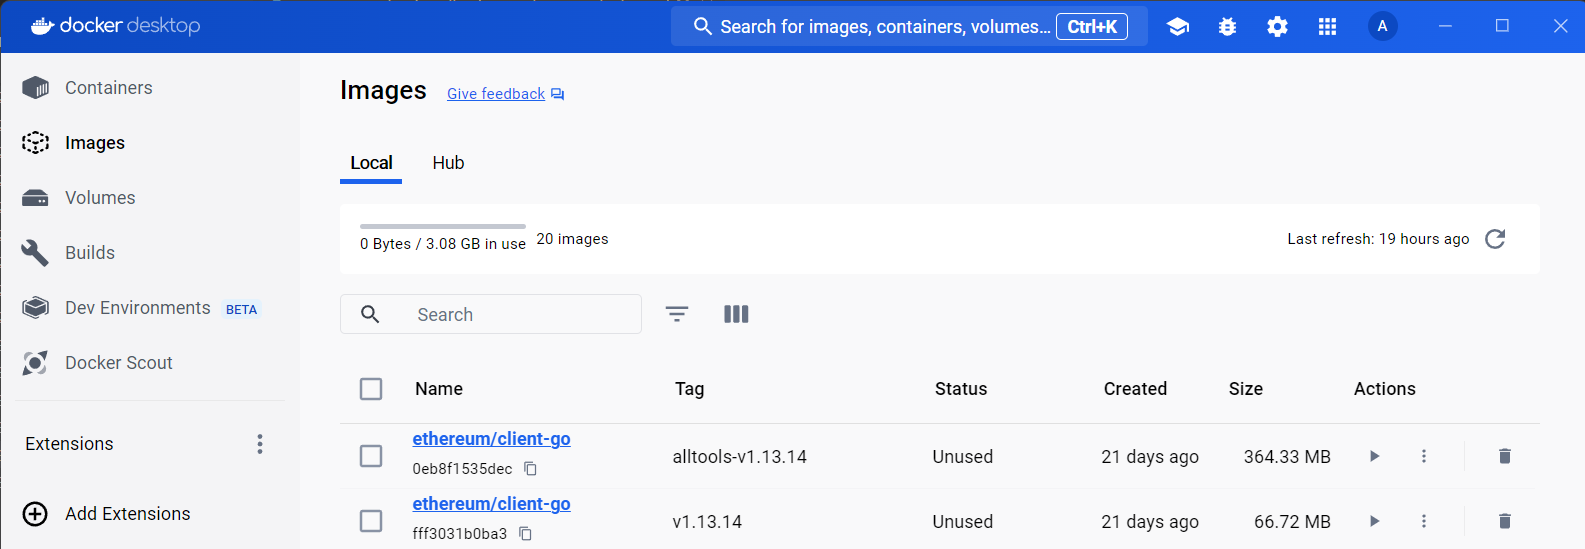 docker desktop
Search for images, containers, volumes... Ctrl+K
A
Containers
Images
Volumes
Builds
Dev Environments BETA
Docker Scout
Extensions
Add Extensions
Images Give feedback
Local Hub
0 Bytes / 3.08 GB in use 20 images
Last refresh: 19 hours ago
Search
Name Tag Status Created Size Actions
ethereum/client-go
0eb8f1535dec
alltools-v1.13.14 Unused 21 days ago 364.33 MB
ethereum/client-go
fff3031b0ba3
v1.13.14 Unused 21 days ago 66.72 MB